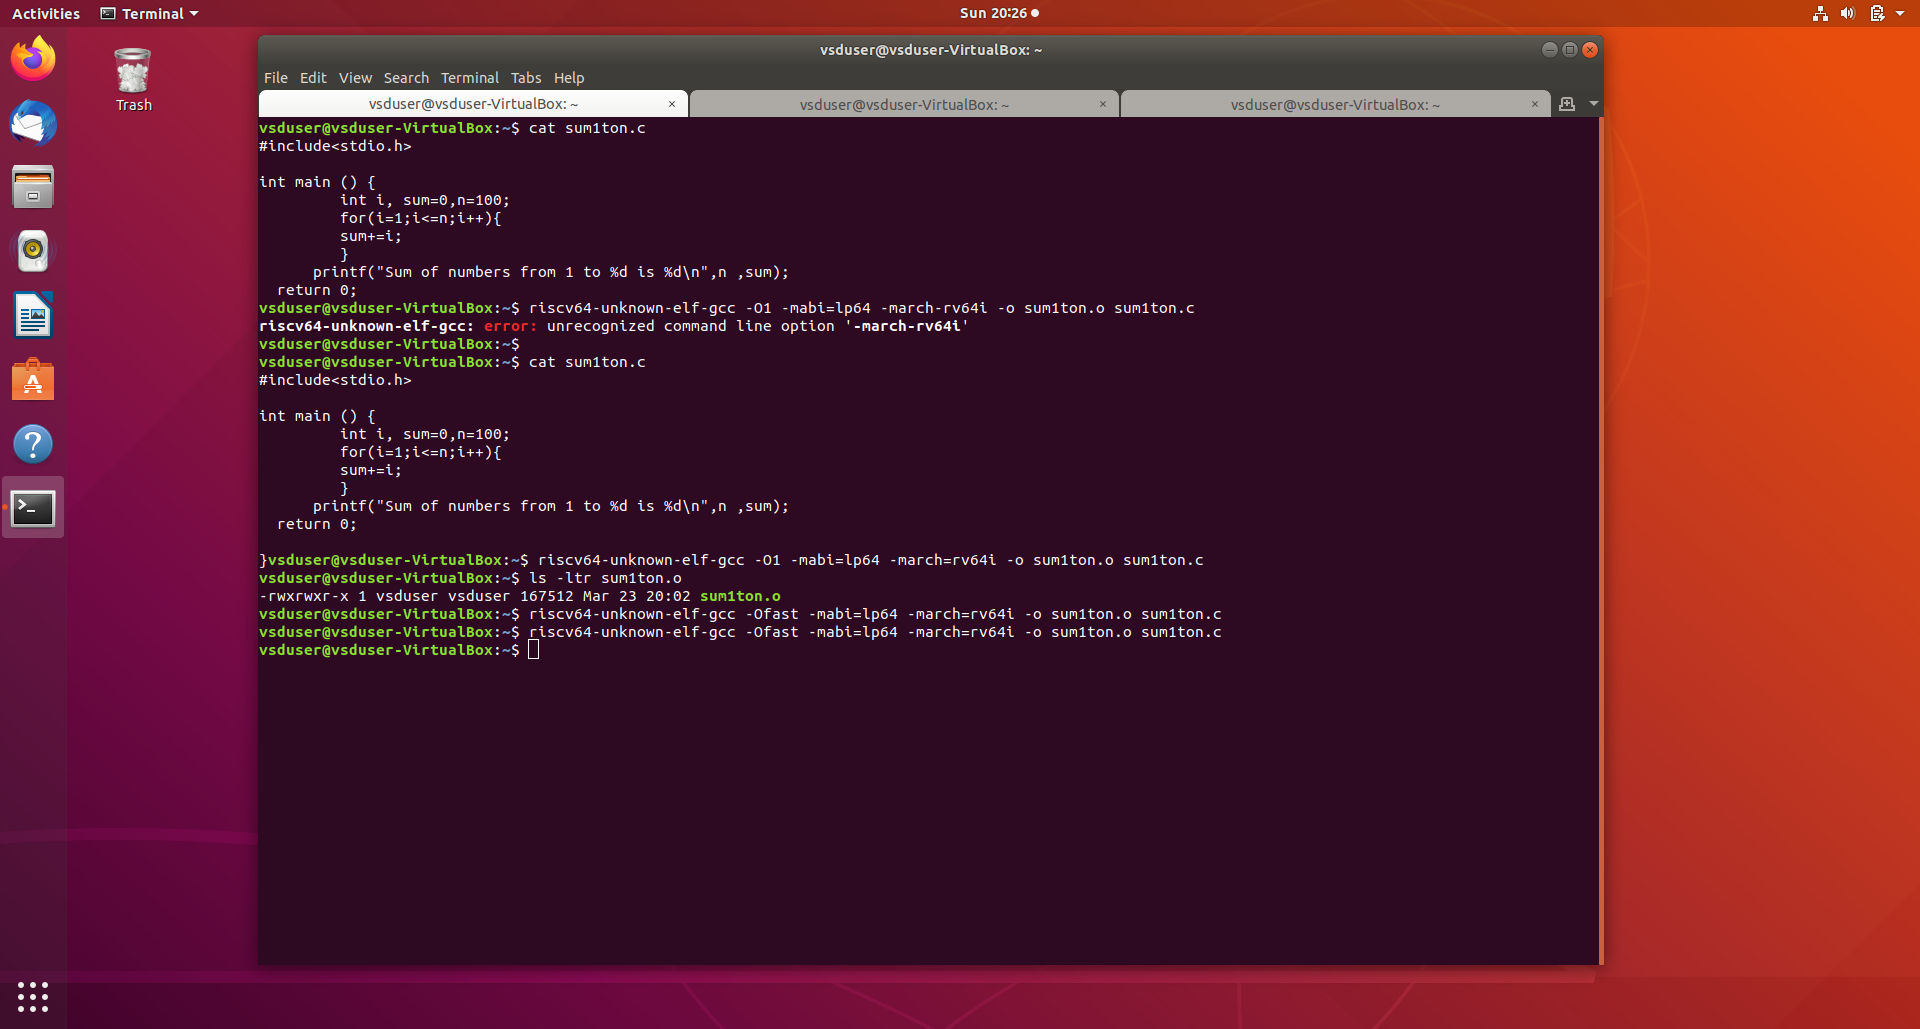 Activities Terminal Sun 20:26
Trash
vsduser@vsduser-VirtualBox: ~
File Edit View Search Terminal Tabs Help
vsduser@vsduser-VirtualBox: ~ × vsduser@vsduser-VirtualBox: ~ × vsduser@vsduser-VirtualBox: ~ ×
vsduser@vsduser-VirtualBox:~$ cat sum1ton.c
#include<stdio.h>

int main () {
         int i, sum=0,n=100;
         for(i=1;i<=n;i++){
         sum+=i;
         }
      printf("Sum of numbers from 1 to %d is %d\n",n ,sum);
  return 0;
vsduser@vsduser-VirtualBox:~$ riscv64-unknown-elf-gcc -O1 -mabi=lp64 -march-rv64i -o sum1ton.o sum1ton.c
riscv64-unknown-elf-gcc: error: unrecognized command line option '-march-rv64i'
vsduser@vsduser-VirtualBox:~$
vsduser@vsduser-VirtualBox:~$ cat sum1ton.c
#include<stdio.h>

int main () {
         int i, sum=0,n=100;
         for(i=1;i<=n;i++){
         sum+=i;
         }
      printf("Sum of numbers from 1 to %d is %d\n",n ,sum);
  return 0;

}vsduser@vsduser-VirtualBox:~$ riscv64-unknown-elf-gcc -O1 -mabi=lp64 -march=rv64i -o sum1ton.o sum1ton.c
vsduser@vsduser-VirtualBox:~$ ls -ltr sum1ton.o
-rwxrwxr-x 1 vsduser vsduser 167512 Mar 23 20:02 sum1ton.o
vsduser@vsduser-VirtualBox:~$ riscv64-unknown-elf-gcc -Ofast -mabi=lp64 -march=rv64i -o sum1ton.o sum1ton.c
vsduser@vsduser-VirtualBox:~$ riscv64-unknown-elf-gcc -Ofast -mabi=lp64 -march=rv64i -o sum1ton.o sum1ton.c
vsduser@vsduser-VirtualBox:~$